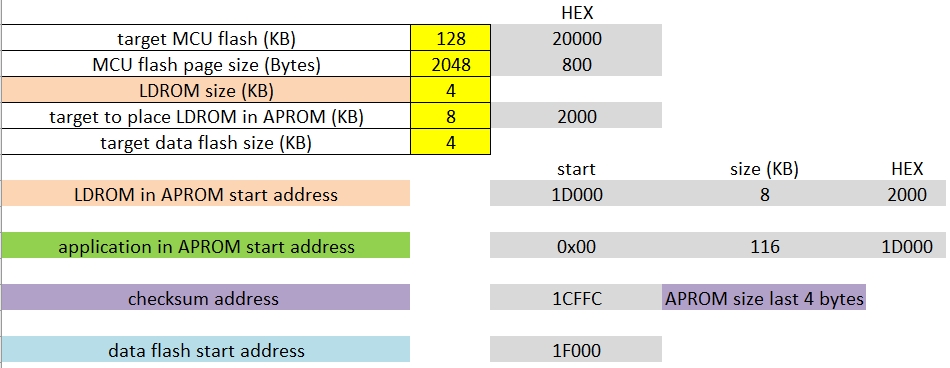 HEX
target MCU flash (KB) 128 20000
MCU flash page size (Bytes) 2048 800
LDROM size (KB) 4
target to place LDROM in APROM (KB) 8 2000
target data flash size (KB) 4
start size (KB) HEX
LDROM in APROM start address 1D000 8 2000
application in APROM start address 0x00 116 1D000
checksum address 1CFFC APROM size last 4 bytes
data flash start address 1F000